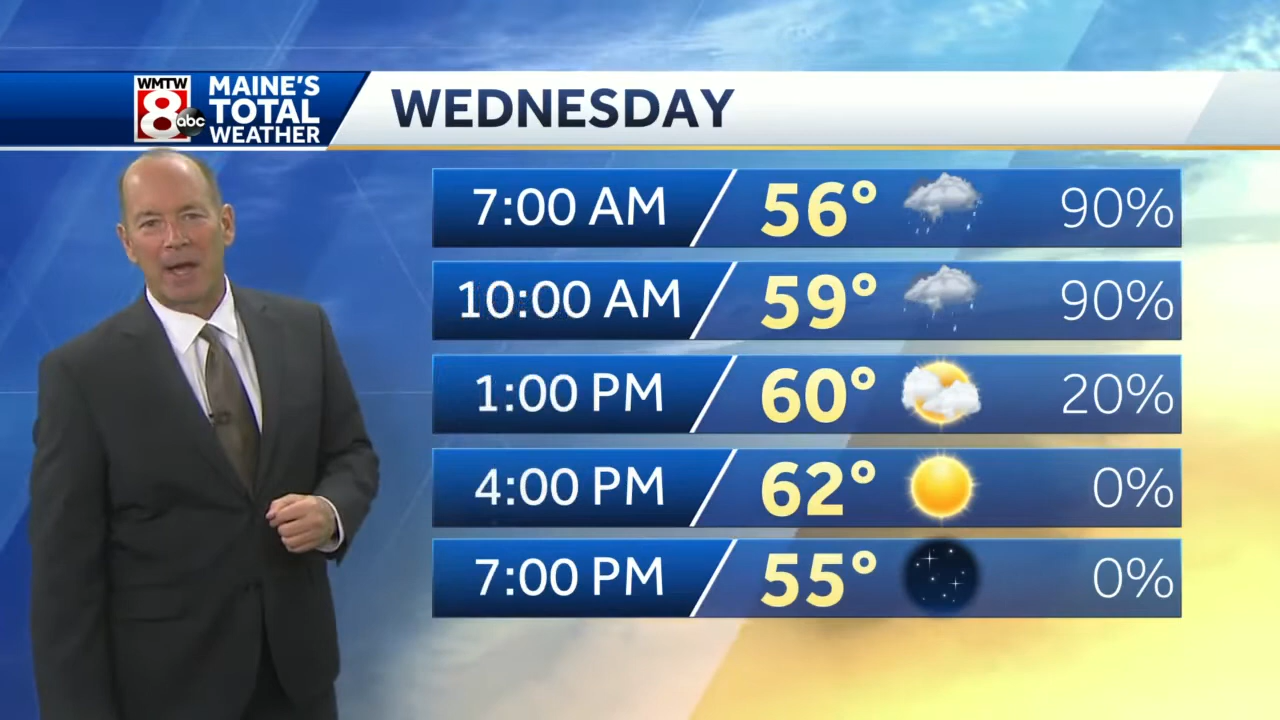 WMTW
8
abc
MAINE'S
TOTAL
WEATHER
WEDNESDAY
7:00 AM 56° 90%
10:00 AM 59° 90%
1:00 PM 60° 20%
4:00 PM 62° 0%
7:00 PM 55° 0%